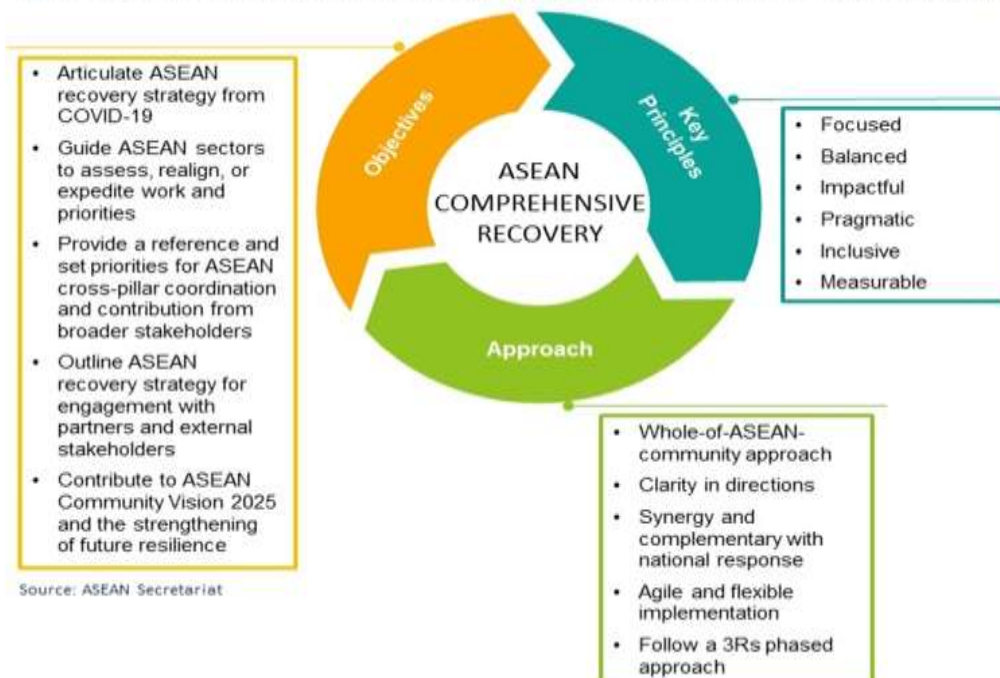 • Articulate ASEAN
recovery strategy from
COVID-19
• Guide ASEAN sectors
to assess, realign, or
expedite work and
priorities
• Provide a reference and
set priorities for ASEAN
cross-pillar coordination
and contribution from
broader stakeholders
• Outline ASEAN
recovery strategy for
engagement with
partners and external
stakeholders
• Contribute to ASEAN
Community Vision 2025
and the strengthening
of future resilience
Source: ASEAN Secretariat
Objectives
ASEAN
COMPREHENSIVE
RECOVERY
Key
Principles
• Focused
• Balanced
• Impactful
• Pragmatic
• Inclusive
• Measurable
Approach
• Whole-of-ASEAN-
community approach
• Clarity in directions
• Synergy and
complementary with
national response
• Agile and flexible
implementation
• Follow a 3Rs phased
approach